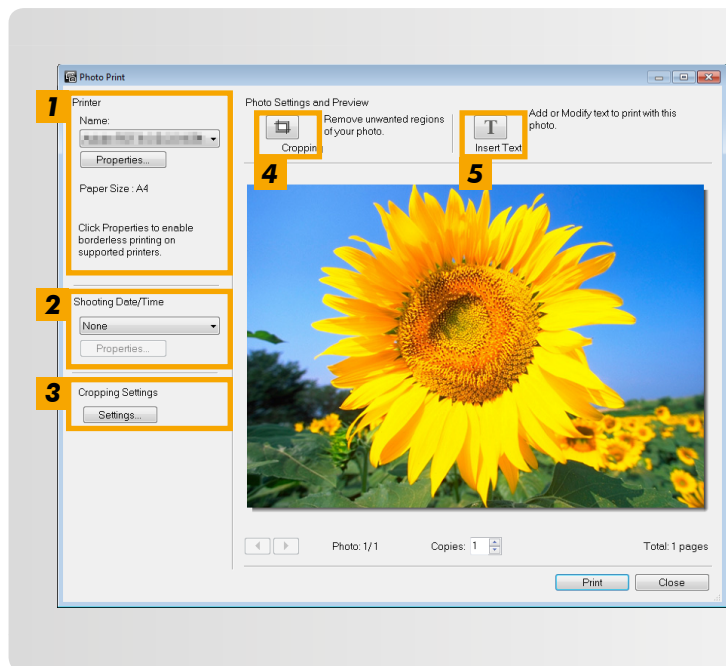 Photo Print
1
Printer
Name:
Properties...
Paper Size : A4
Click Properties to enable
borderless printing on
supported printers.
2
Shooting Date/Time
None
Properties...
3
Cropping Settings
Settings...
Photo Settings and Preview
Remove unwanted regions
of your photo.
Cropping
4
T
Add or Modify text to print with this
photo.
Insert Text
5
Photo: 1/1
Copies: 1
Total: 1 pages
Print
Close